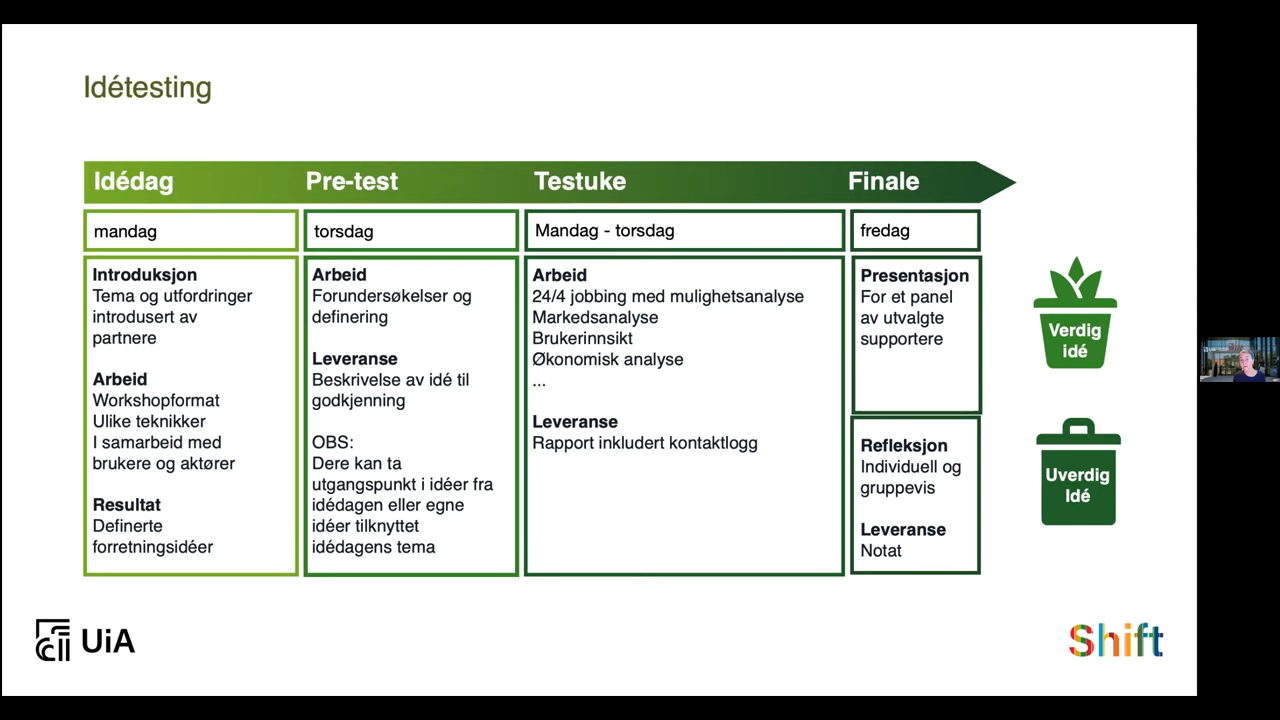 Idétesting
Idédag
Pre-test
Testuke
Finale
mandag
torsdag
Mandag - torsdag
fredag
Introduksjon
Tema og utfordringer
introdusert av
partnere
Arbeid
Workshopformat
Ulike teknikker
I samarbeid med
brukere og aktører
Resultat
Definerte
forretningsidéer
Arbeid
Forundersøkelser og
definering
Leveranse
Beskrivelse av idé til
godkjenning
OBS:
Dere kan ta
utgangspunkt i idéer fra
idédagen eller egne
idéer tilknyttet
idédagens tema
Arbeid
24/4 jobbing med mulighetsanalyse
Markedsanalyse
Brukerinnsikt
Økonomisk analyse
...
Leveranse
Rapport inkludert kontaktlogg
Presentasjon
For et panel
av utvalgte
supportere
Refleksjon
Individuell og
gruppevis
Leveranse
Notat
Verdig
idé
Uverdig
Idé
UiA
Shift